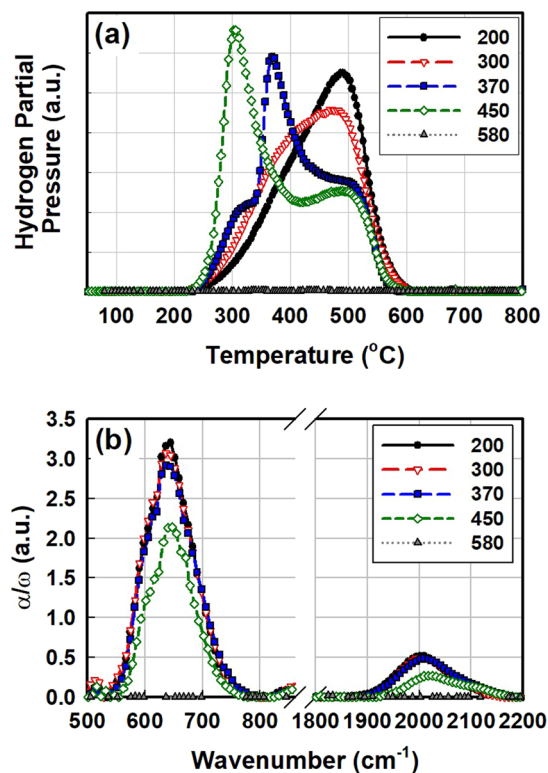 (a)
Hydrogen Partial
Pressure (a.u.)
200
300
370
450
580
100 200 300 400 500 600 700 800
Temperature (°C)
(b)
α/ω (a.u.)
3.5
3.0
2.5
2.0
1.5
1.0
0.5
0.0
200
300
370
450
580
500 600 700 800 1800 1900 2000 2100 2200
Wavenumber (cm⁻¹)